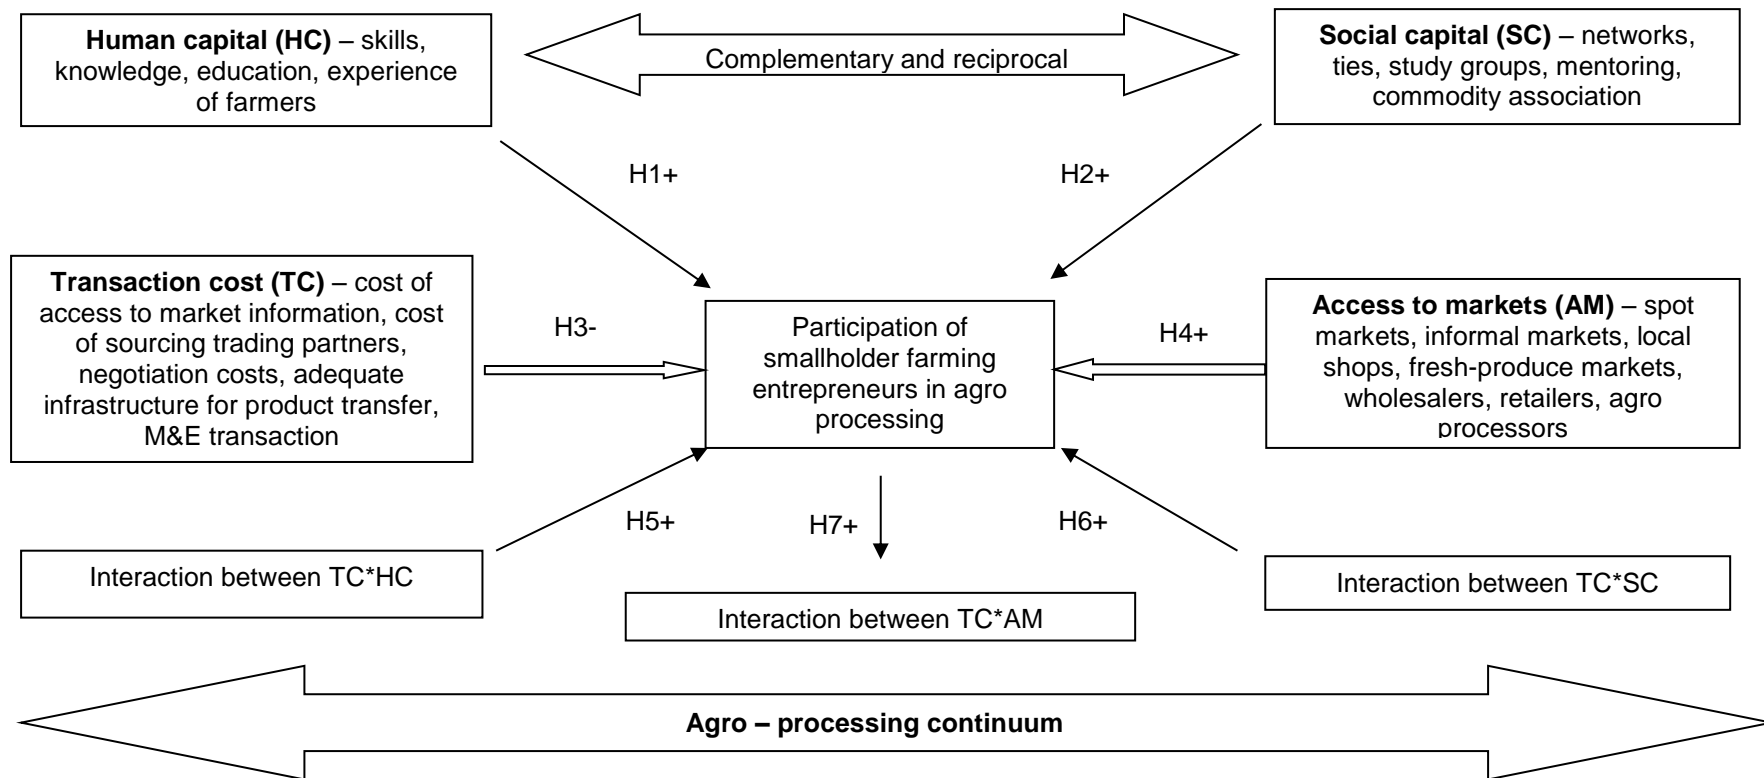 Human capital (HC) – skills,
knowledge, education, experience
of farmers
Complementary and reciprocal
Social capital (SC) – networks,
ties, study groups, mentoring,
commodity association
H1+
H2+
Transaction cost (TC) – cost of
access to market information, cost
of sourcing trading partners,
negotiation costs, adequate
infrastructure for product transfer,
M&E transaction
H3-
Participation of
smallholder farming
entrepreneurs in agro
processing
H4+
Access to markets (AM) – spot
markets, informal markets, local
shops, fresh-produce markets,
wholesalers, retailers, agro
processors
H5+
H7+
H6+
Interaction between TC*HC
Interaction between TC*AM
Interaction between TC*SC
Agro – processing continuum